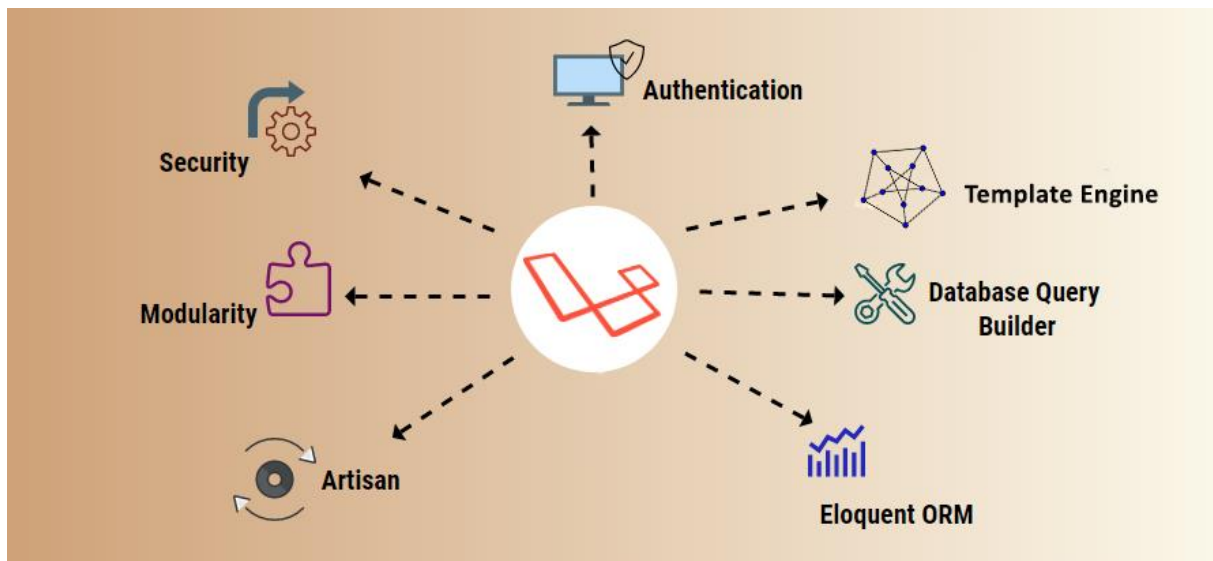 Authentication
Security
Template Engine
Modularity
Database Query
Builder
Artisan
Eloquent ORM